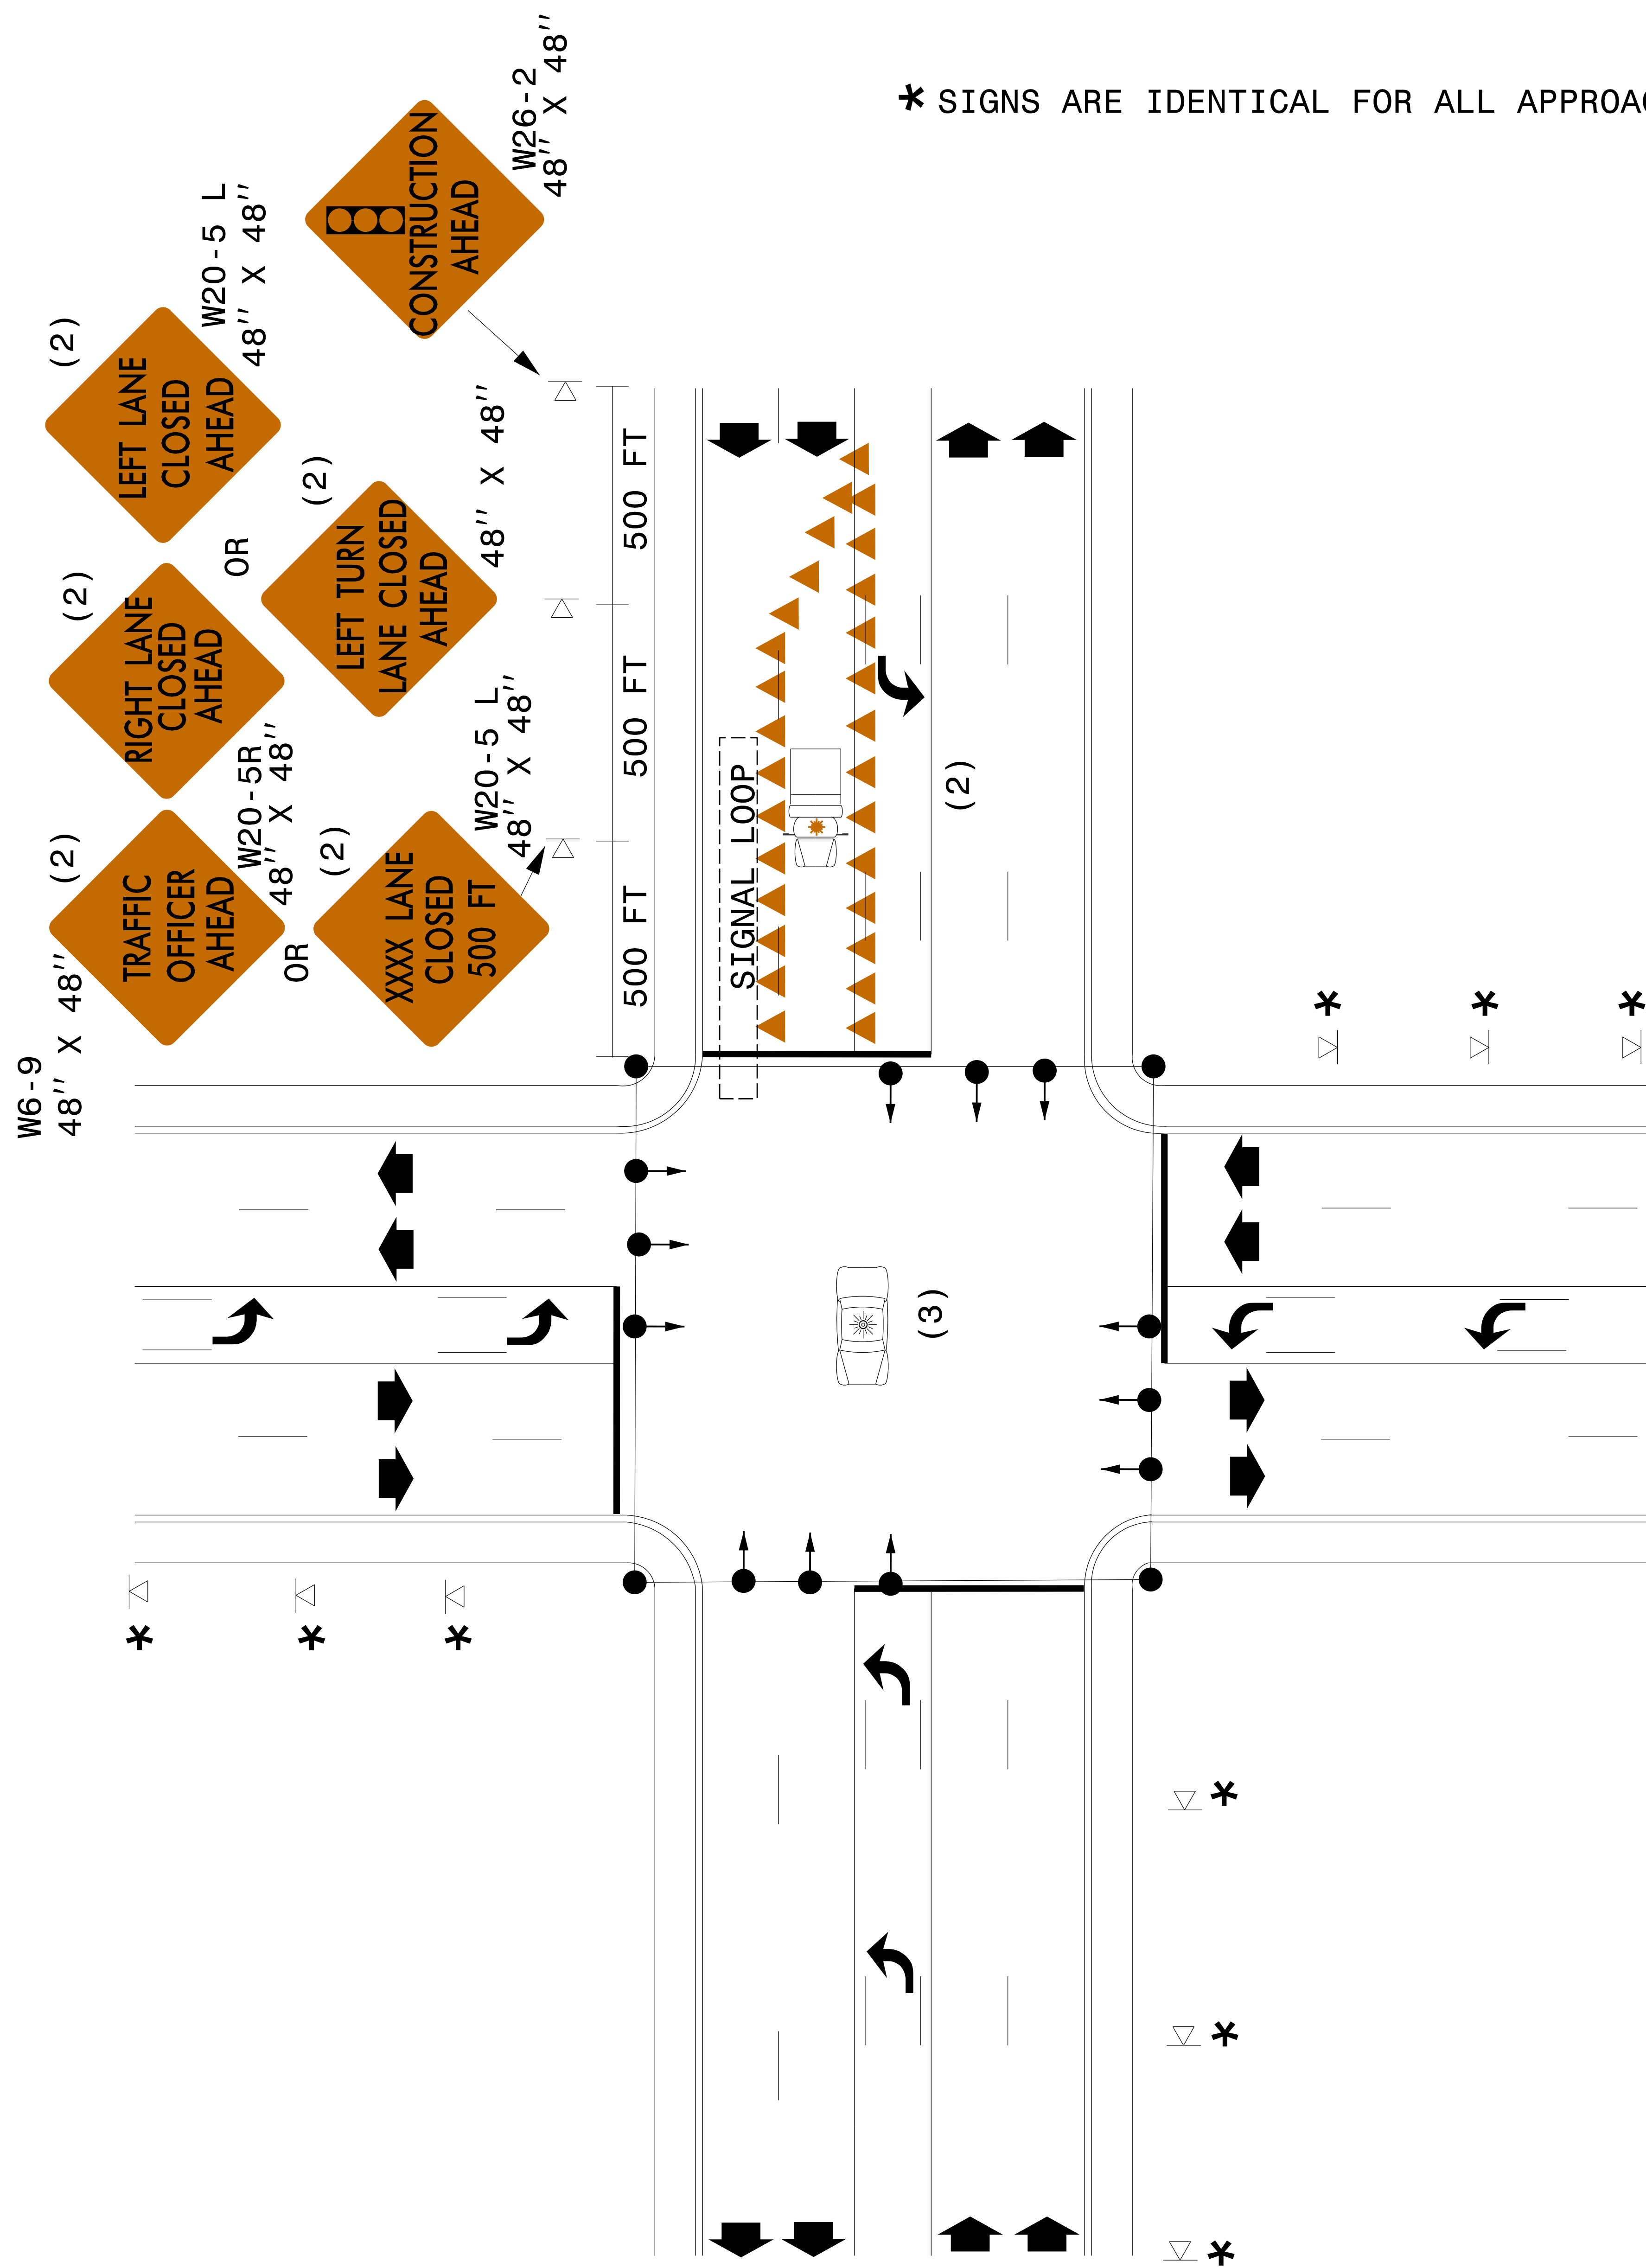 * SIGNS ARE IDENTICAL FOR ALL
W26-2
48" X 48"
CONSTRUCTION
AHEAD
W20-5 L
48" X 48"
(2)
LEFT LANE
CLOSED
AHEAD
OR
(2)
LEFT TURN
LANE CLOSED
AHEAD
48" X 48"
(2)
RIGHT LANE
CLOSED
AHEAD
W20-5R
48" X 48"
(2)
TRAFFIC
OFFICER
AHEAD
W6-9
48" X 48"
OR
(2)
XXXX LANE
CLOSED
500 FT
W20-5 L
48" X 48"
500 FT
500 FT
500 FT
SIGNAL LOOP
(2)
(3)
*
*
*
*
*
*
*
*
*